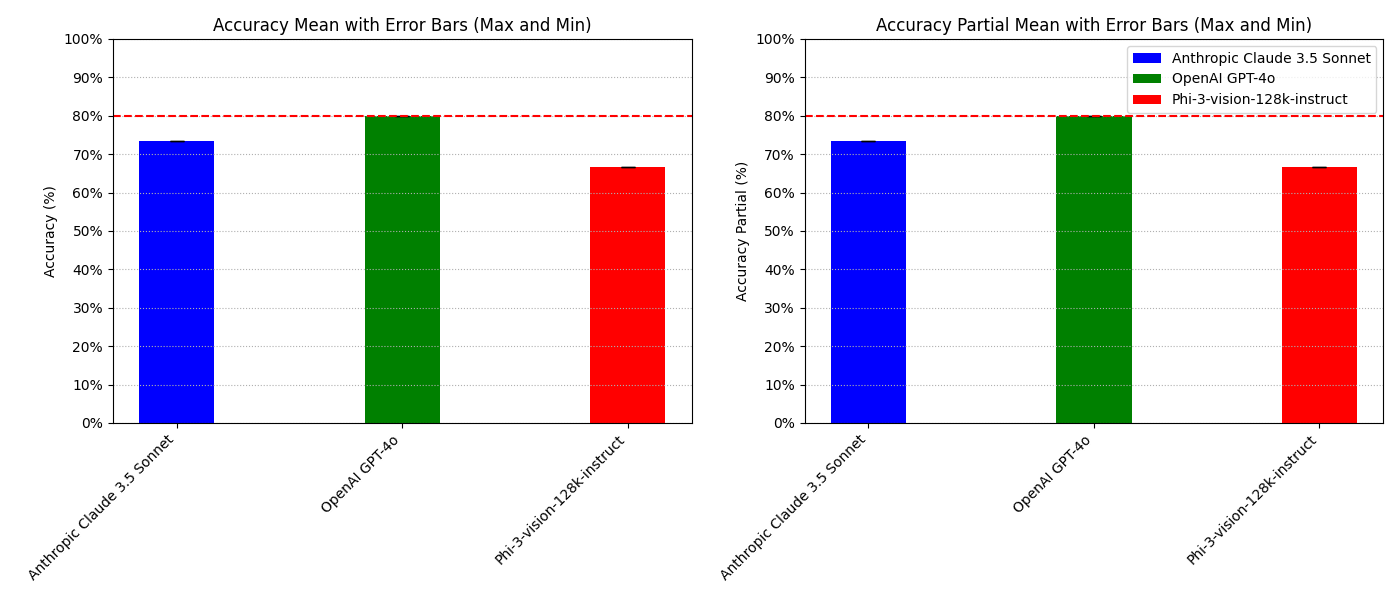 Accuracy Mean with Error Bars (Max and Min)
100%
90%
80%
70%
60%
50%
40%
30%
20%
10%
0%
Accuracy (%)
Anthropic Claude 3.5 Sonnet
OpenAI GPT-4o
Phi-3-vision-128k-instruct
Accuracy Partial Mean with Error Bars (Max and Min)
100%
90%
80%
70%
60%
50%
40%
30%
20%
10%
0%
Accuracy Partial (%)
Anthropic Claude 3.5 Sonnet
OpenAI GPT-4o
Phi-3-vision-128k-instruct
Anthropic Claude 3.5 Sonnet
OpenAI GPT-4o
Phi-3-vision-128k-instruct